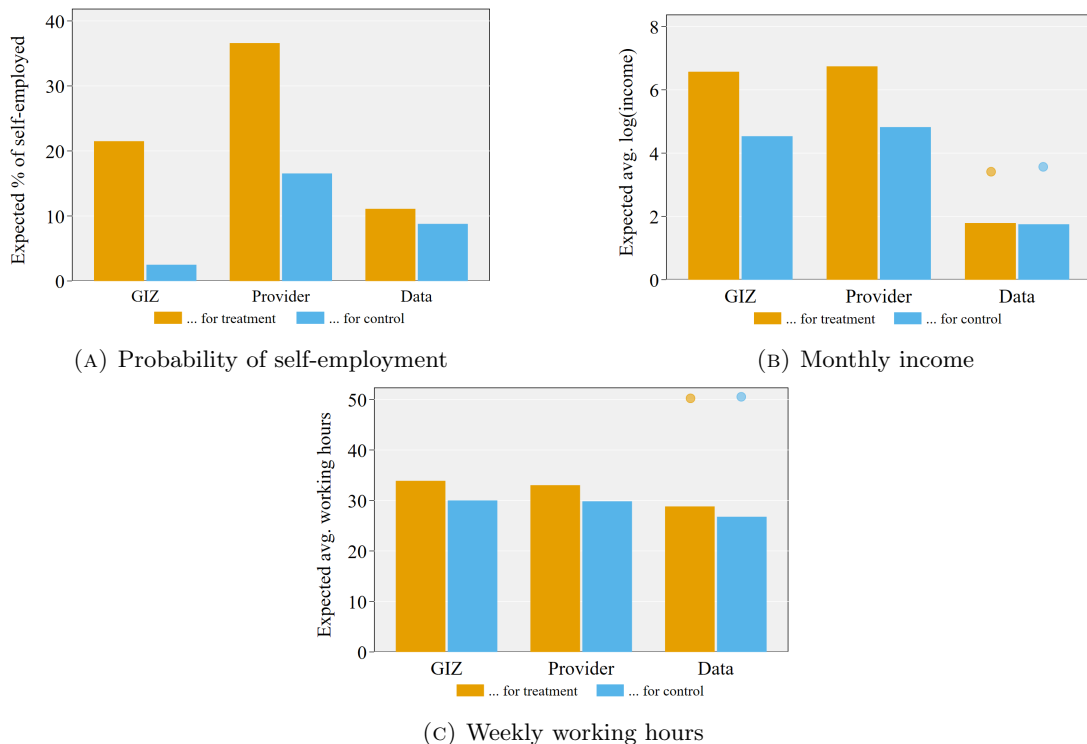 Expected % of self-employed
40
30
20
10
0
GIZ Provider Data
... for treatment ... for control
(A) Probability of self-employment
Expected avg. log(income)
8
6
4
2
0
GIZ Provider Data
... for treatment ... for control
(B) Monthly income
Expected avg. working hours
50
40
30
20
10
0
GIZ Provider Data
... for treatment ... for control
(C) Weekly working hours